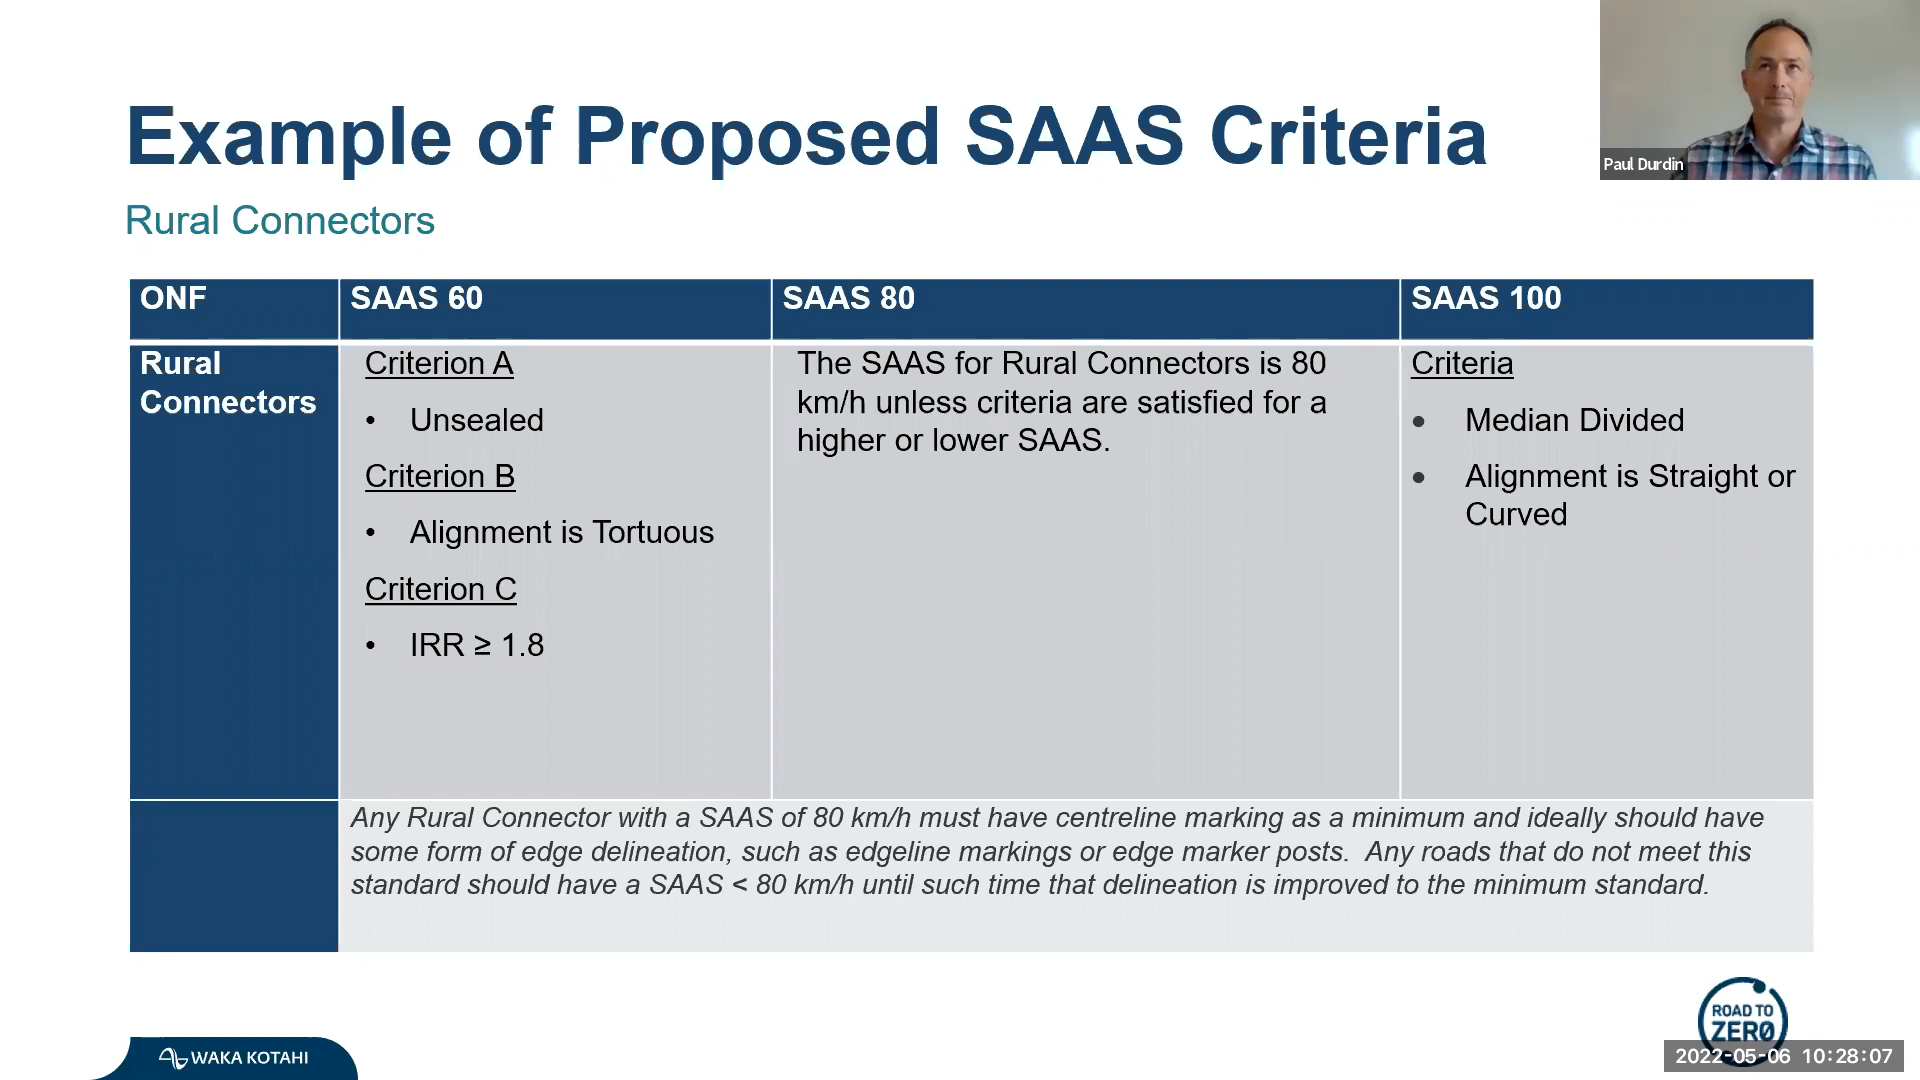 Example of Proposed SAAS Criteria
Paul Durdin
Rural Connectors
ONF
SAAS 60
SAAS 80
SAAS 100
Rural
Connectors
Criterion A
• Unsealed
Criterion B
• Alignment is Tortuous
Criterion C
• IRR ≥ 1.8
The SAAS for Rural Connectors is 80
km/h unless criteria are satisfied for a
higher or lower SAAS.
Criteria
• Median Divided
• Alignment is Straight or
Curved
Any Rural Connector with a SAAS of 80 km/h must have centreline marking as a minimum and ideally should have
some form of edge delineation, such as edgeline markings or edge marker posts.  Any roads that do not meet this
standard should have a SAAS < 80 km/h until such time that delineation is improved to the minimum standard.
WAKA KOTAHI
ROAD TO
ZERO
2022-05-06 10:28:07